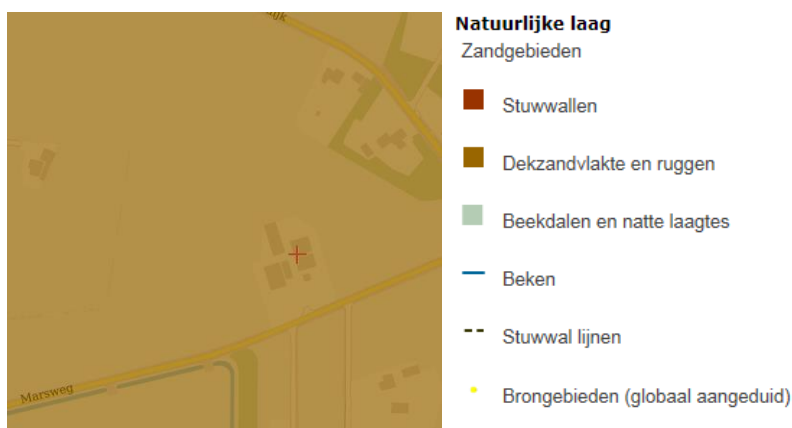 Natuurlijke laag
Zandgebieden
Stuwwallen
Dekzandvlakte en ruggen
Beekdalen en natte laagtes
Beken
Stuwwal lijnen
Brongebieden (globaal aangeduid)
Marsweg